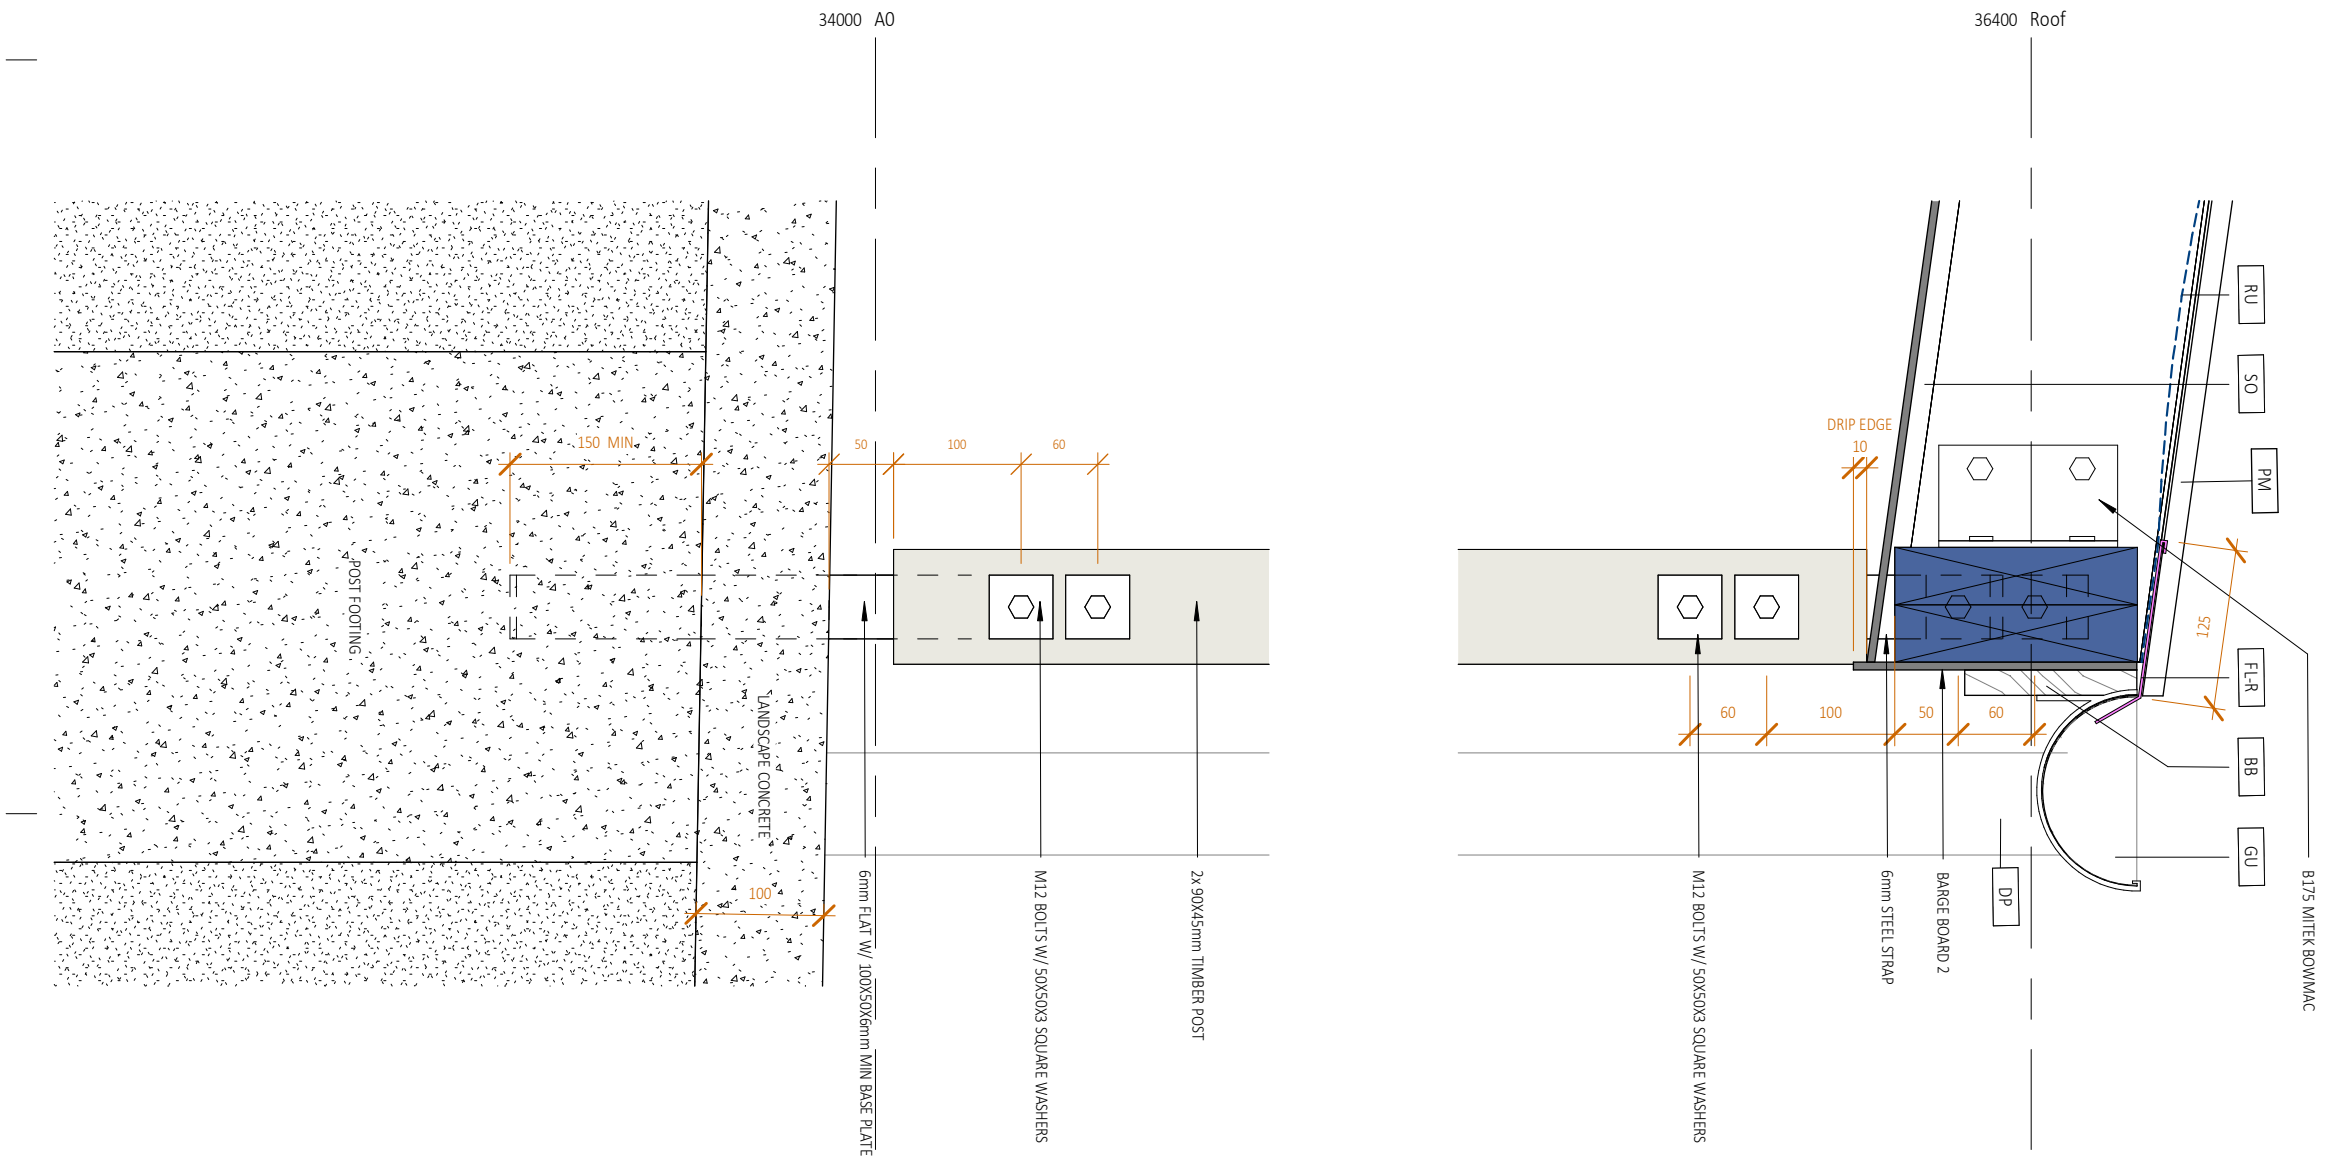 34000 A0
36400 Roof
RU
SO
PM
FL-R
BB
GU
DP
DRIP EDGE
10
150 MIN
50
100
60
125
60
100
50
60
100
POST FOOTING
LANDSCAPE CONCRETE
6mm FLAT W/ 100X50X6mm MIN BASE PLATE
M12 BOLTS W/ 50X50X3 SQUARE WASHERS
2x 90X45mm TIMBER POST
M12 BOLTS W/ 50X50X3 SQUARE WASHERS
6mm STEEL STRAP
BARGE BOARD 2
B175 MITEK BOWMAC